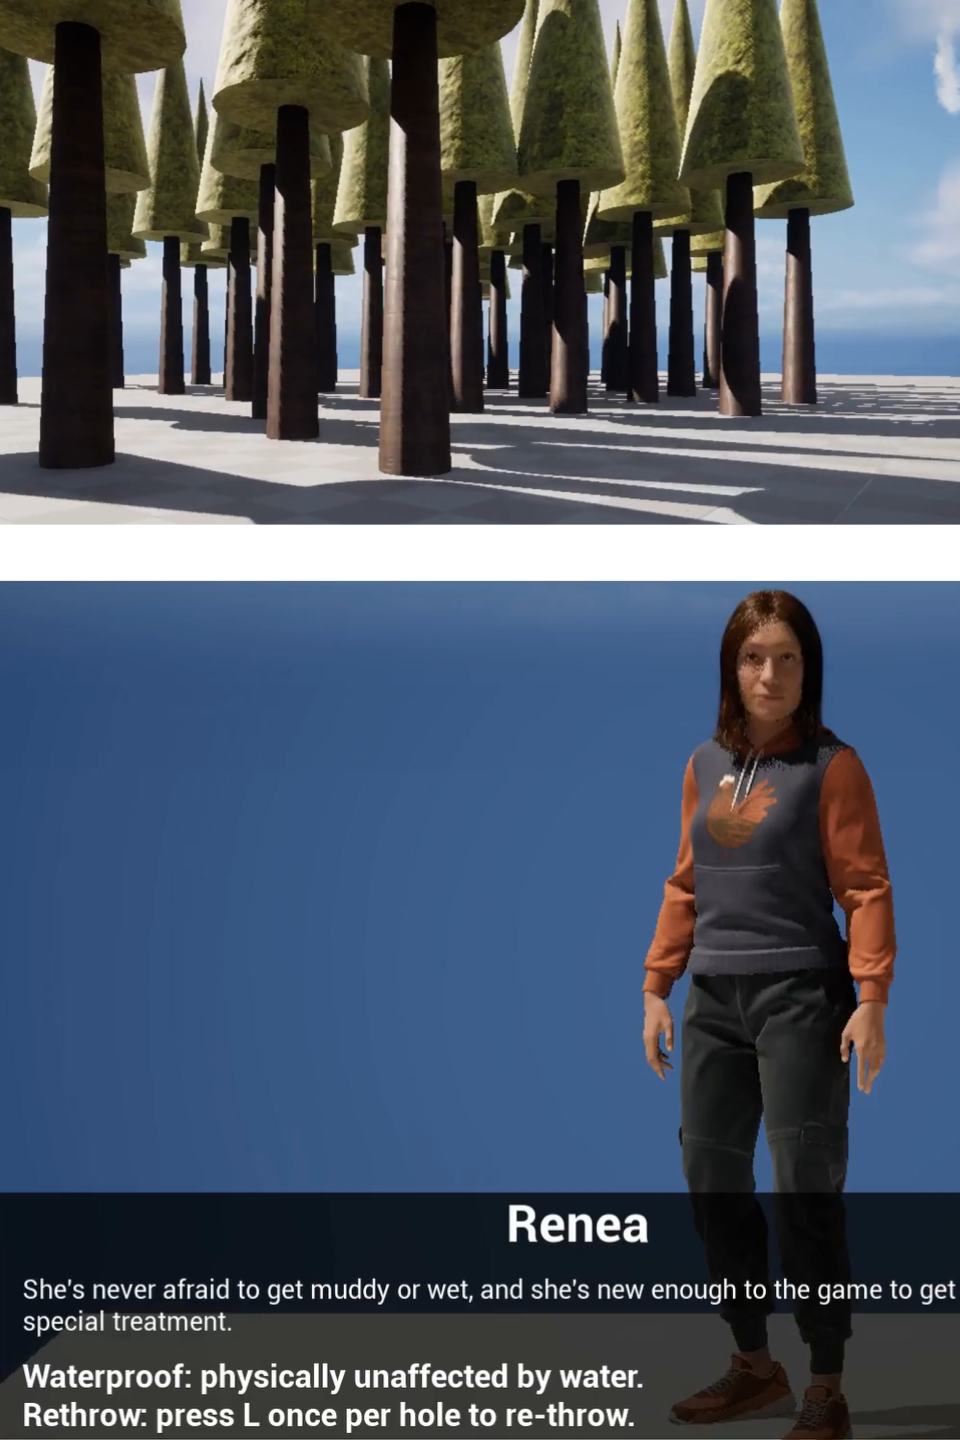 Renea
She's never afraid to get muddy or wet, and she's new enough to the game to get
special treatment.
Waterproof: physically unaffected by water.
Rethrow: press L once per hole to re-throw.